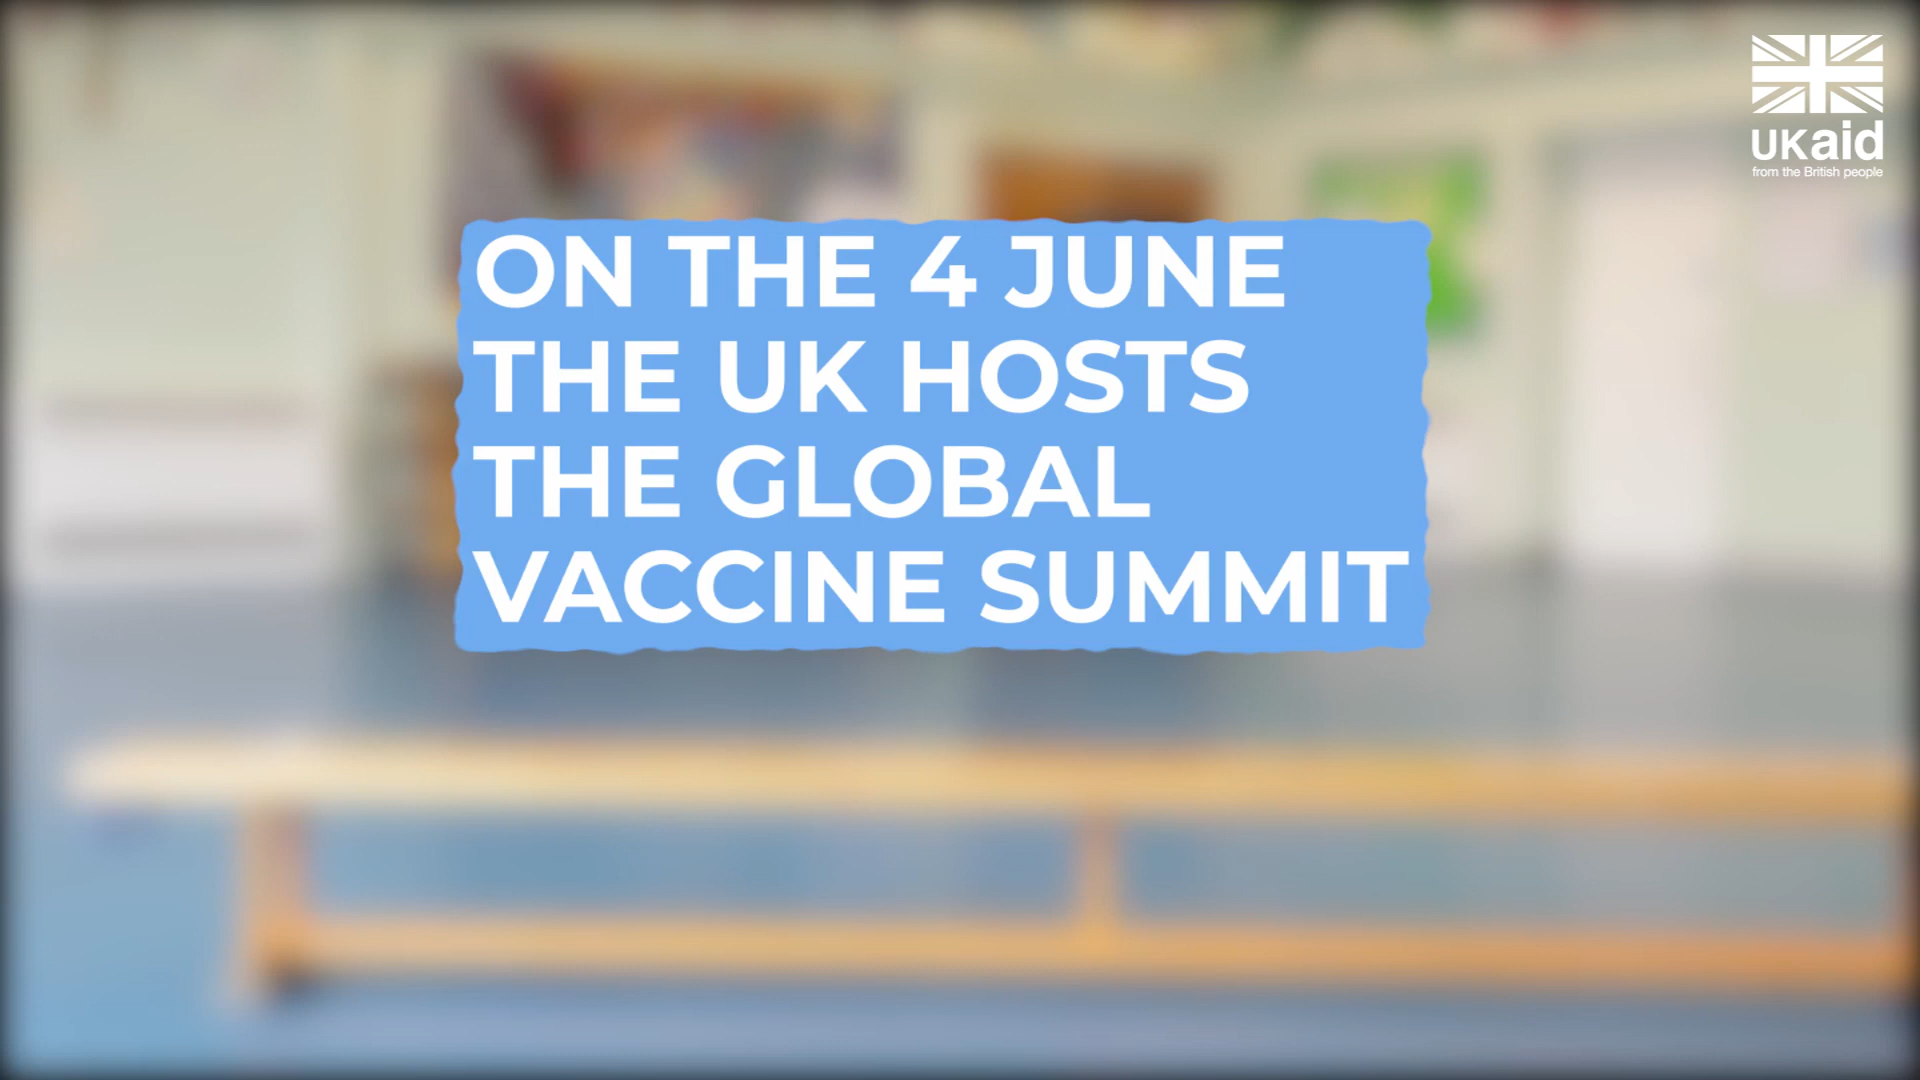 UKaid
from the British people
ON THE 4 JUNE
THE UK HOSTS
THE GLOBAL
VACCINE SUMMIT